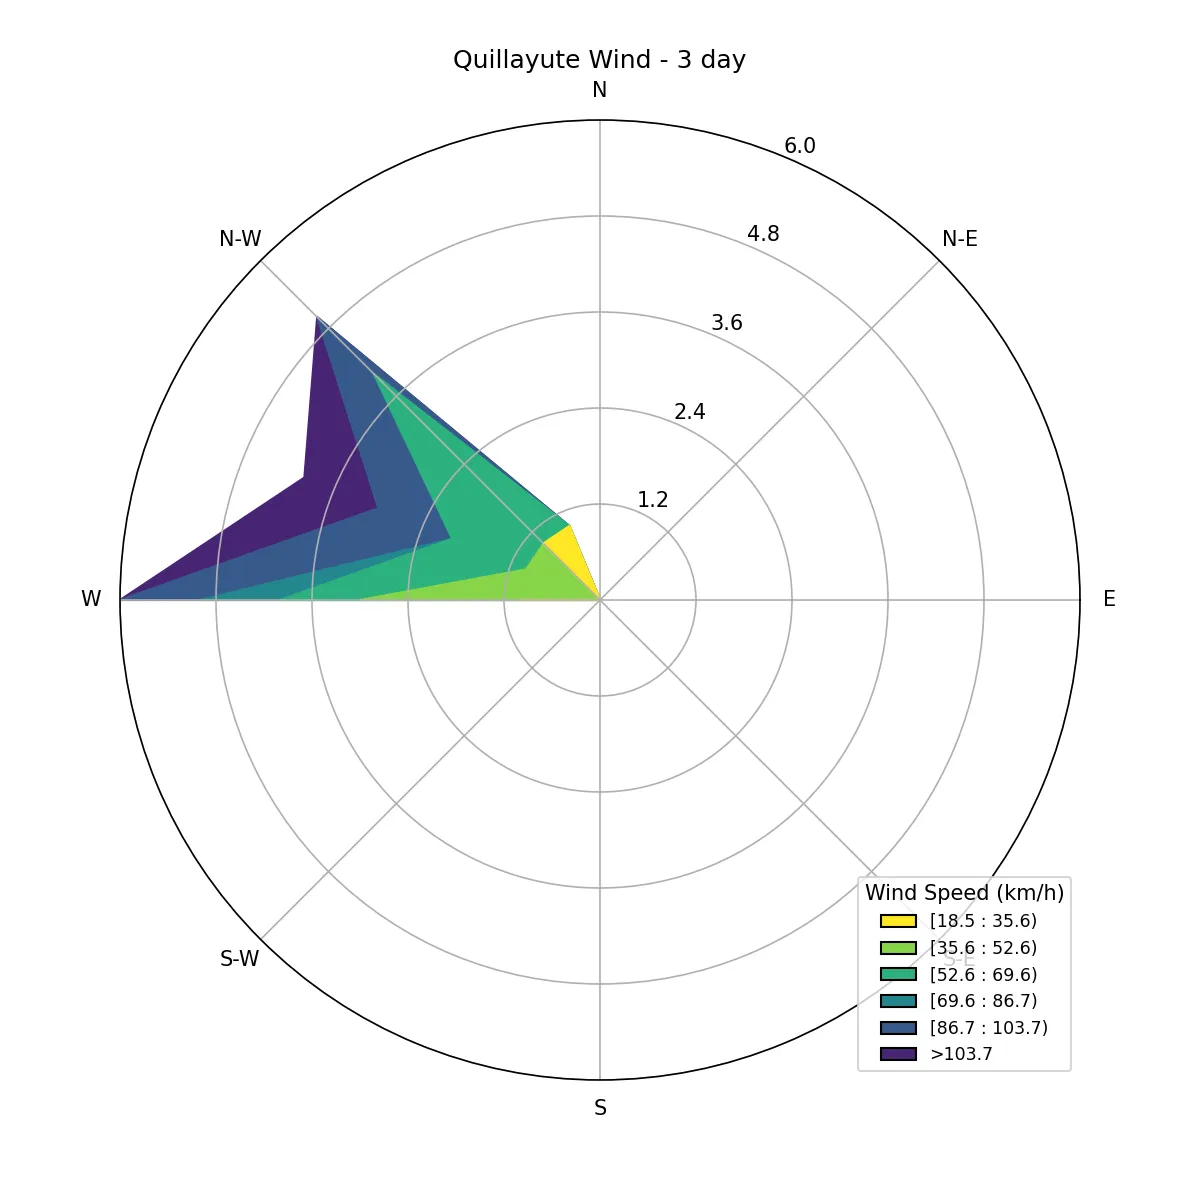 Quillayute Wind - 3 day
N
6.0
N-W
4.8
N-E
3.6
2.4
1.2
W
E
Wind Speed (km/h)
[18.5 : 35.6)
[35.6 : 52.6)
S-W
S-E
[52.6 : 69.6)
[69.6 : 86.7)
[86.7 : 103.7)
>103.7
S